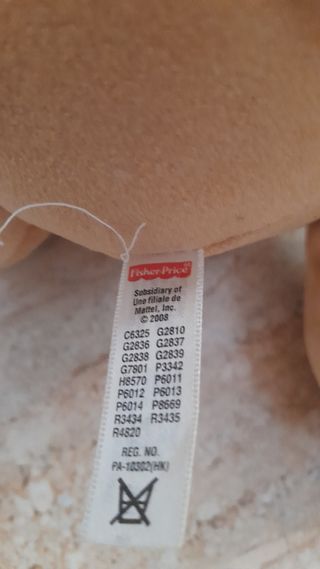 Fisher-Price
Subsidiary of
Une filiale de
Mattel, Inc.
© 2008
C6325 G2810
G2836 G2837
G2838 G2839
G7801 P3342
H8570 P6011
P6012 P6013
P6014 P8669
R3434 R3435
R4820
REG. NO.
PA-10302(HK)